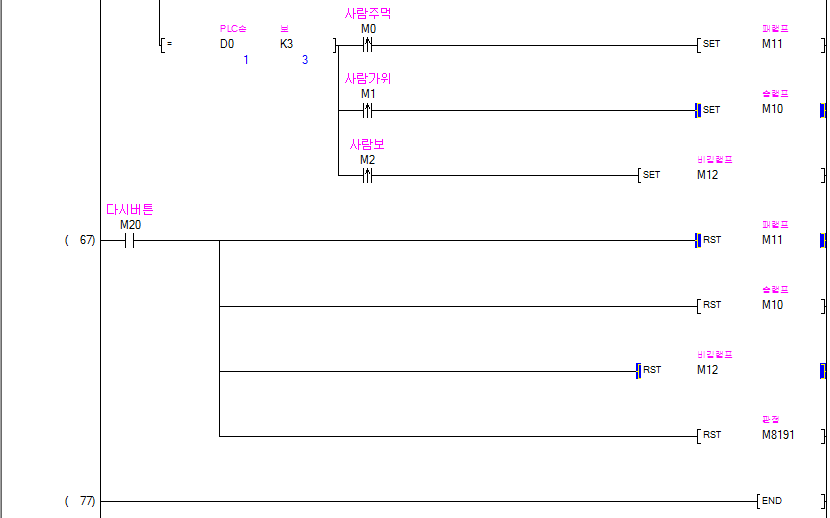 사람주먹
PLC손 보 M0 패램프
[= D0 K3 ] [SET M11 ]
1 3
사람가위
M1 승램프
[SET M10 ]
사람보
M2 비김램프
[SET M12 ]
다시버튼
M20 패램프
( 67) [RST M11 ]
승램프
[RST M10 ]
비김램프
[RST M12 ]
판정
[RST M8191 ]
( 77) [END ]